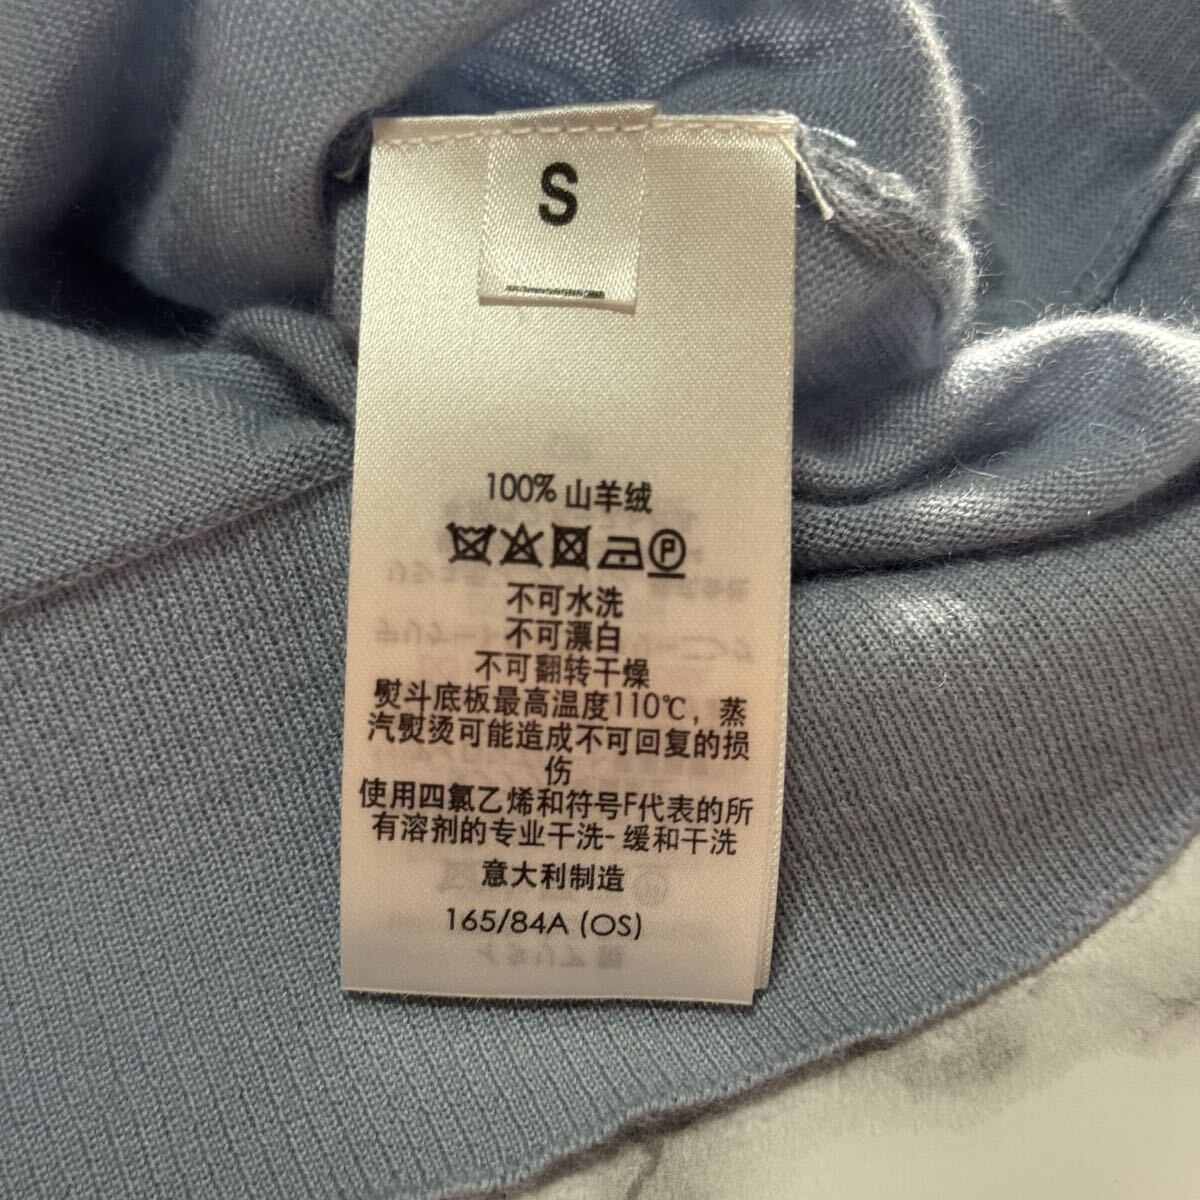 S
100% 山羊绒
P
不可水洗
不可漂白
不可翻转干燥
熨斗底板最高温度110℃，蒸
汽熨烫可能造成不可回复的损
伤
使用四氯乙烯和符号F代表的所
有溶剂的专业干洗- 缓和干洗
意大利制造
165/84A (OS)